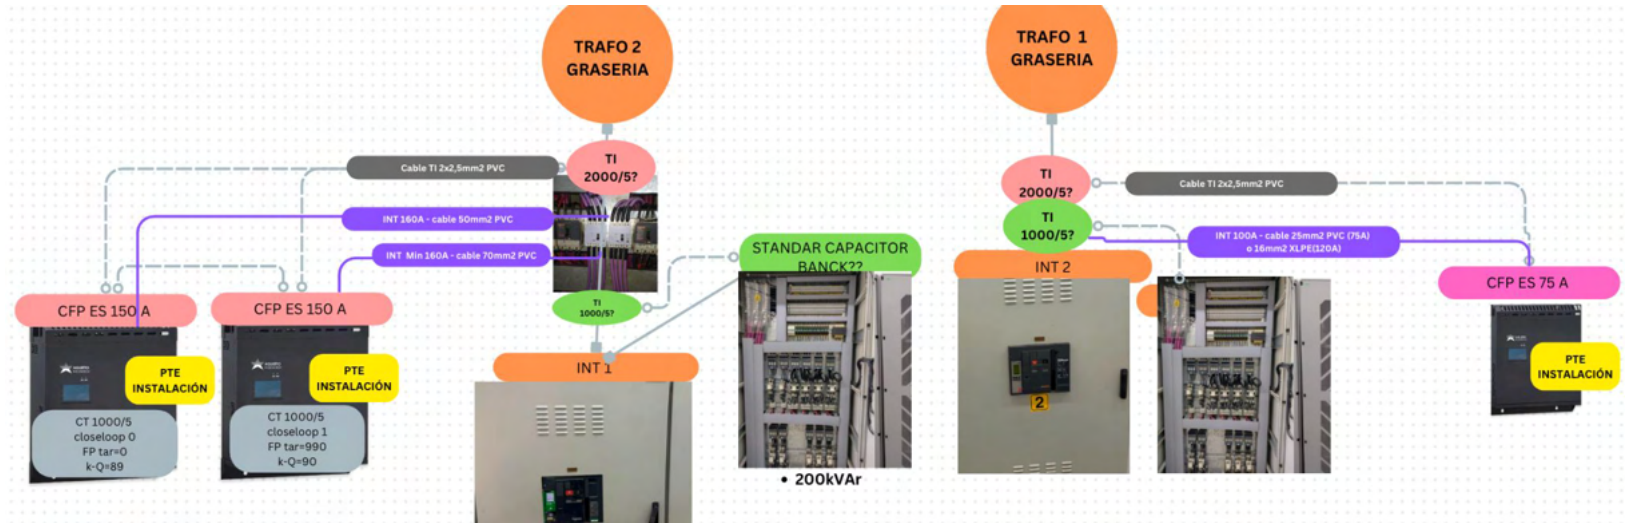 TRAFO 2
GRASERIA
TRAFO 1
GRASERIA
TI
2000/5?
Cable TI 2x2,5mm2 PVC
INT 160A - cable 50mm2 PVC
INT Min 160A - cable 70mm2 PVC
TI
1000/5?
STANDAR CAPACITOR
BANCK??
CFP ES 150 A
CFP ES 150 A
PTE
INSTALACIÓN
PTE
INSTALACIÓN
CT 1000/5
closeloop 0
FP tar=0
k-Q=89
CT 1000/5
closeloop 1
FP tar=990
k-Q=90
INT 1
• 200kVAr
TI
2000/5?
Cable TI 2x2,5mm2 PVC
TI
1000/5?
INT 100A - cable 25mm2 PVC (75A)
o 16mm2 XLPE(120A)
INT 2
2
CFP ES 75 A
PTE
INSTALACIÓN